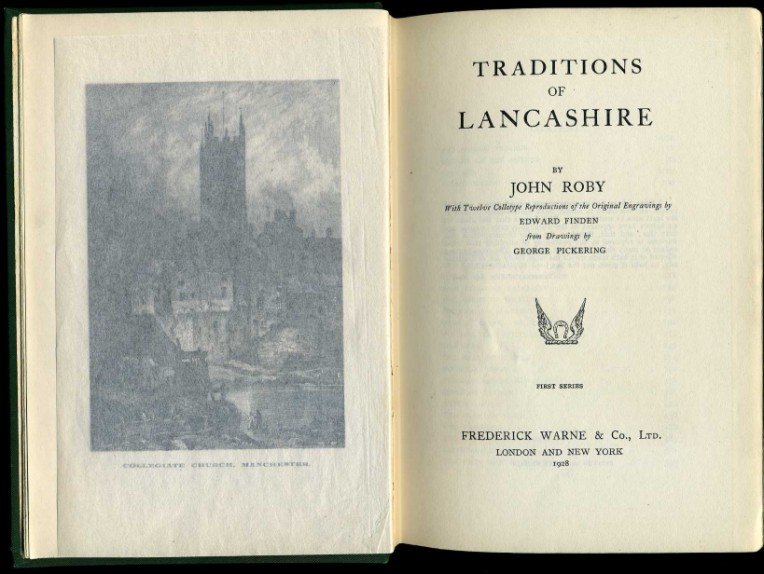 COLLEGIATE CHURCH, MANCHESTER.
TRADITIONS
OF
LANCASHIRE
BY
JOHN ROBY
With Twelve Collotype Reproductions of the Original Engravings by
EDWARD FINDEN
from Drawings by
GEORGE PICKERING
FIRST SERIES
FREDERICK WARNE & Co., LTD.
LONDON AND NEW YORK
1928